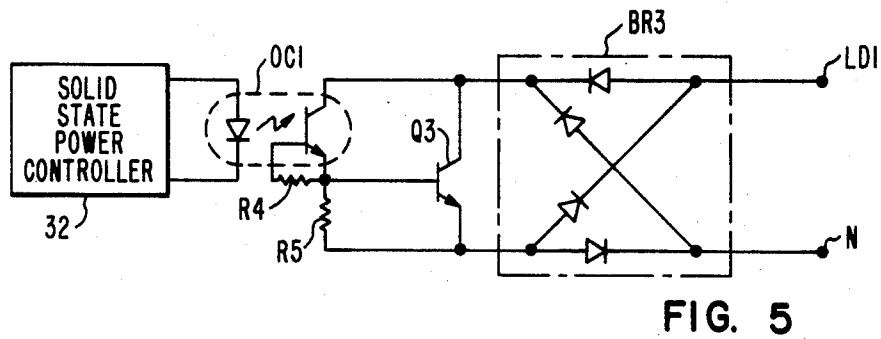 BR3
OC1
LD1
SOLID
STATE
POWER
CONTROLLER
Q3
R4
32
R5
N
FIG. 5